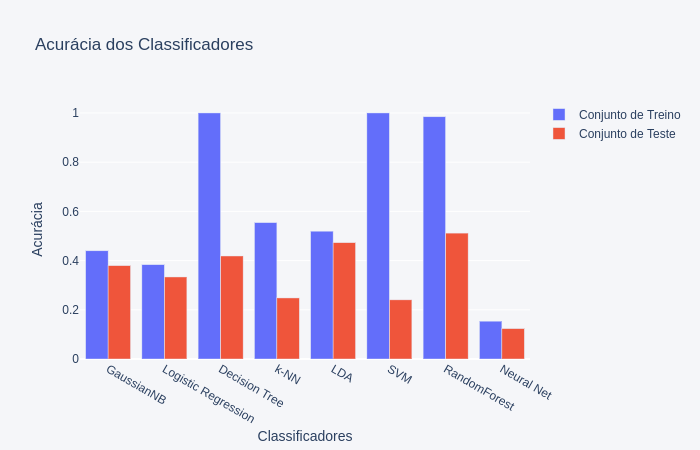 Acurácia dos Classificadores
Conjunto de Treino
Conjunto de Teste
Acurácia
1
0.8
0.6
0.4
0.2
0
GaussianNB
Logistic Regression
Decision Tree
k-NN
LDA
SVM
RandomForest
Neural Net
Classificadores